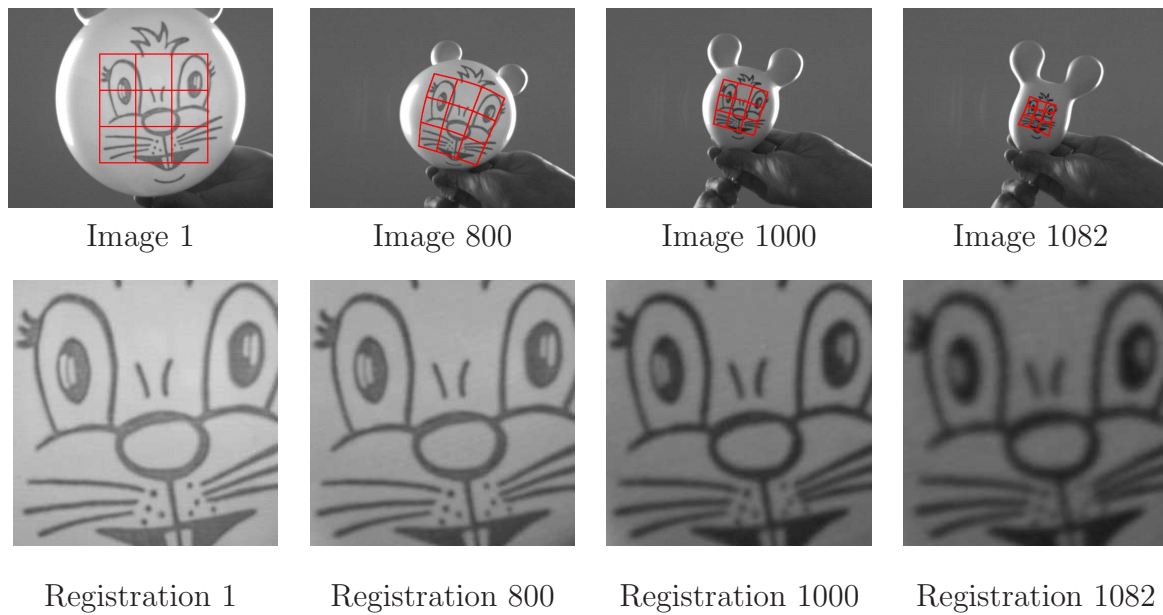 Image 1
Image 800
Image 1000
Image 1082
Registration 1
Registration 800
Registration 1000
Registration 1082